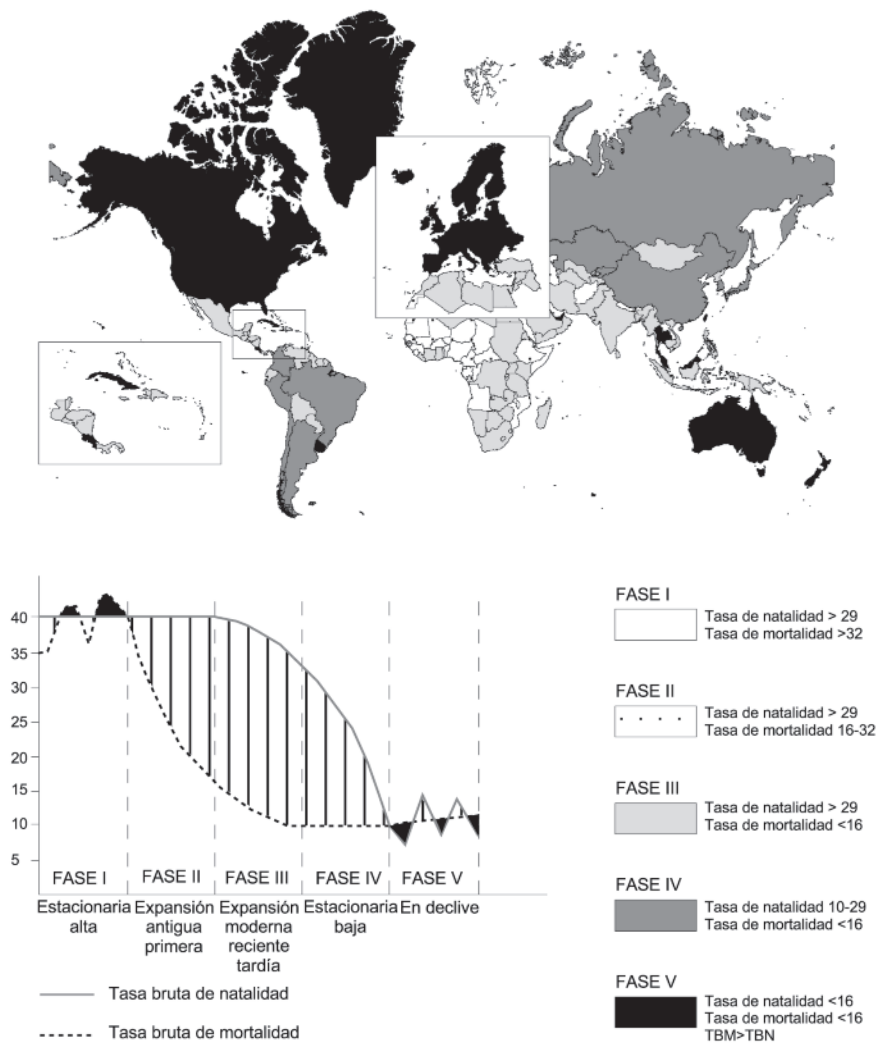 40
35
30
25
20
15
10
5
FASE I
FASE II
FASE III
FASE IV
FASE V
Estacionaria
alta
Expansión
antigua
primera
Expansión
moderna
reciente
tardía
Estacionaria
baja
En declive
Tasa bruta de natalidad
Tasa bruta de mortalidad
FASE I
Tasa de natalidad > 29
Tasa de mortalidad >32
FASE II
Tasa de natalidad > 29
Tasa de mortalidad 16-32
FASE III
Tasa de natalidad > 29
Tasa de mortalidad <16
FASE IV
Tasa de natalidad 10-29
Tasa de mortalidad <16
FASE V
Tasa de natalidad <16
Tasa de mortalidad <16
TBM>TBN